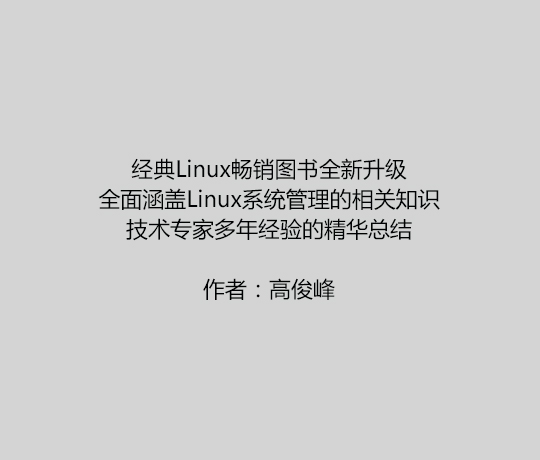 经典Linux畅销图书全新升级
全面涵盖Linux系统管理的相关知识
技术专家多年经验的精华总结
作者：高俊峰